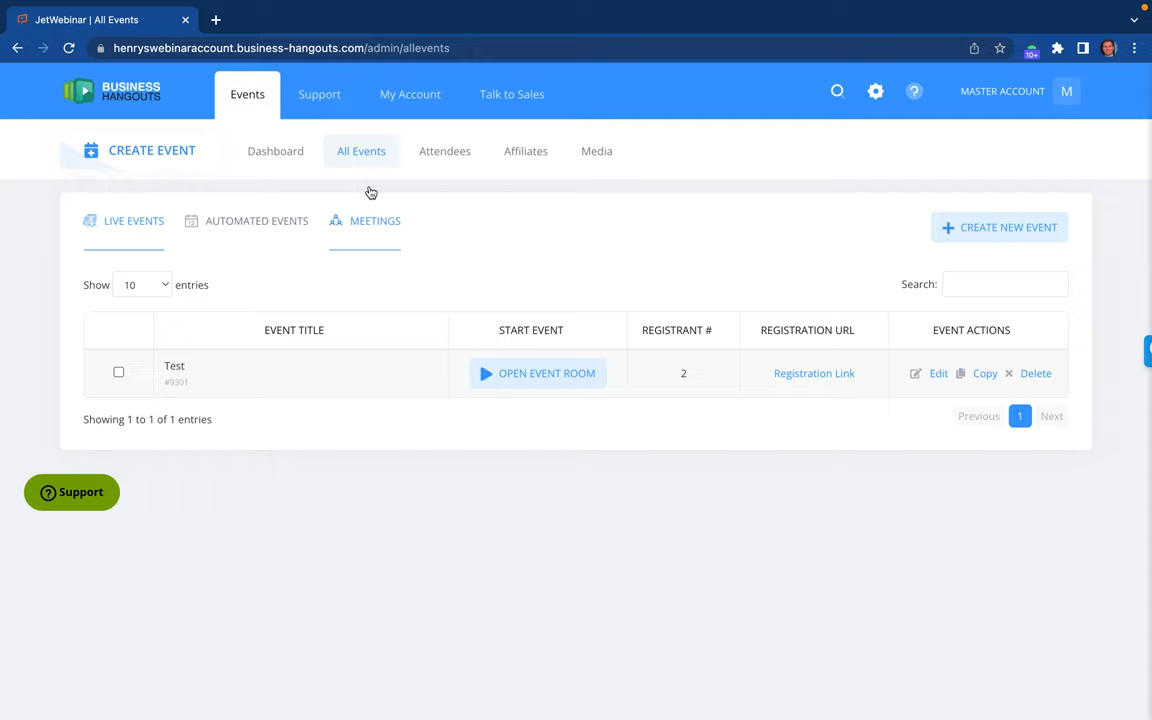 JetWebinar | All Events
henryswebinaraccount.business-hangouts.com/admin/allevents
10+
BUSINESS
HANGOUTS
Events
Support
My Account
Talk to Sales
MASTER ACCOUNT
M
CREATE EVENT
Dashboard
All Events
Attendees
Affiliates
Media
LIVE EVENTS
AUTOMATED EVENTS
MEETINGS
CREATE NEW EVENT
Show 10 entries
Search:
EVENT TITLE
START EVENT
REGISTRANT #
REGISTRATION URL
EVENT ACTIONS
Test
#9301
OPEN EVENT ROOM
2
Registration Link
Edit
Copy
Delete
Showing 1 to 1 of 1 entries
Previous
1
Next
Support